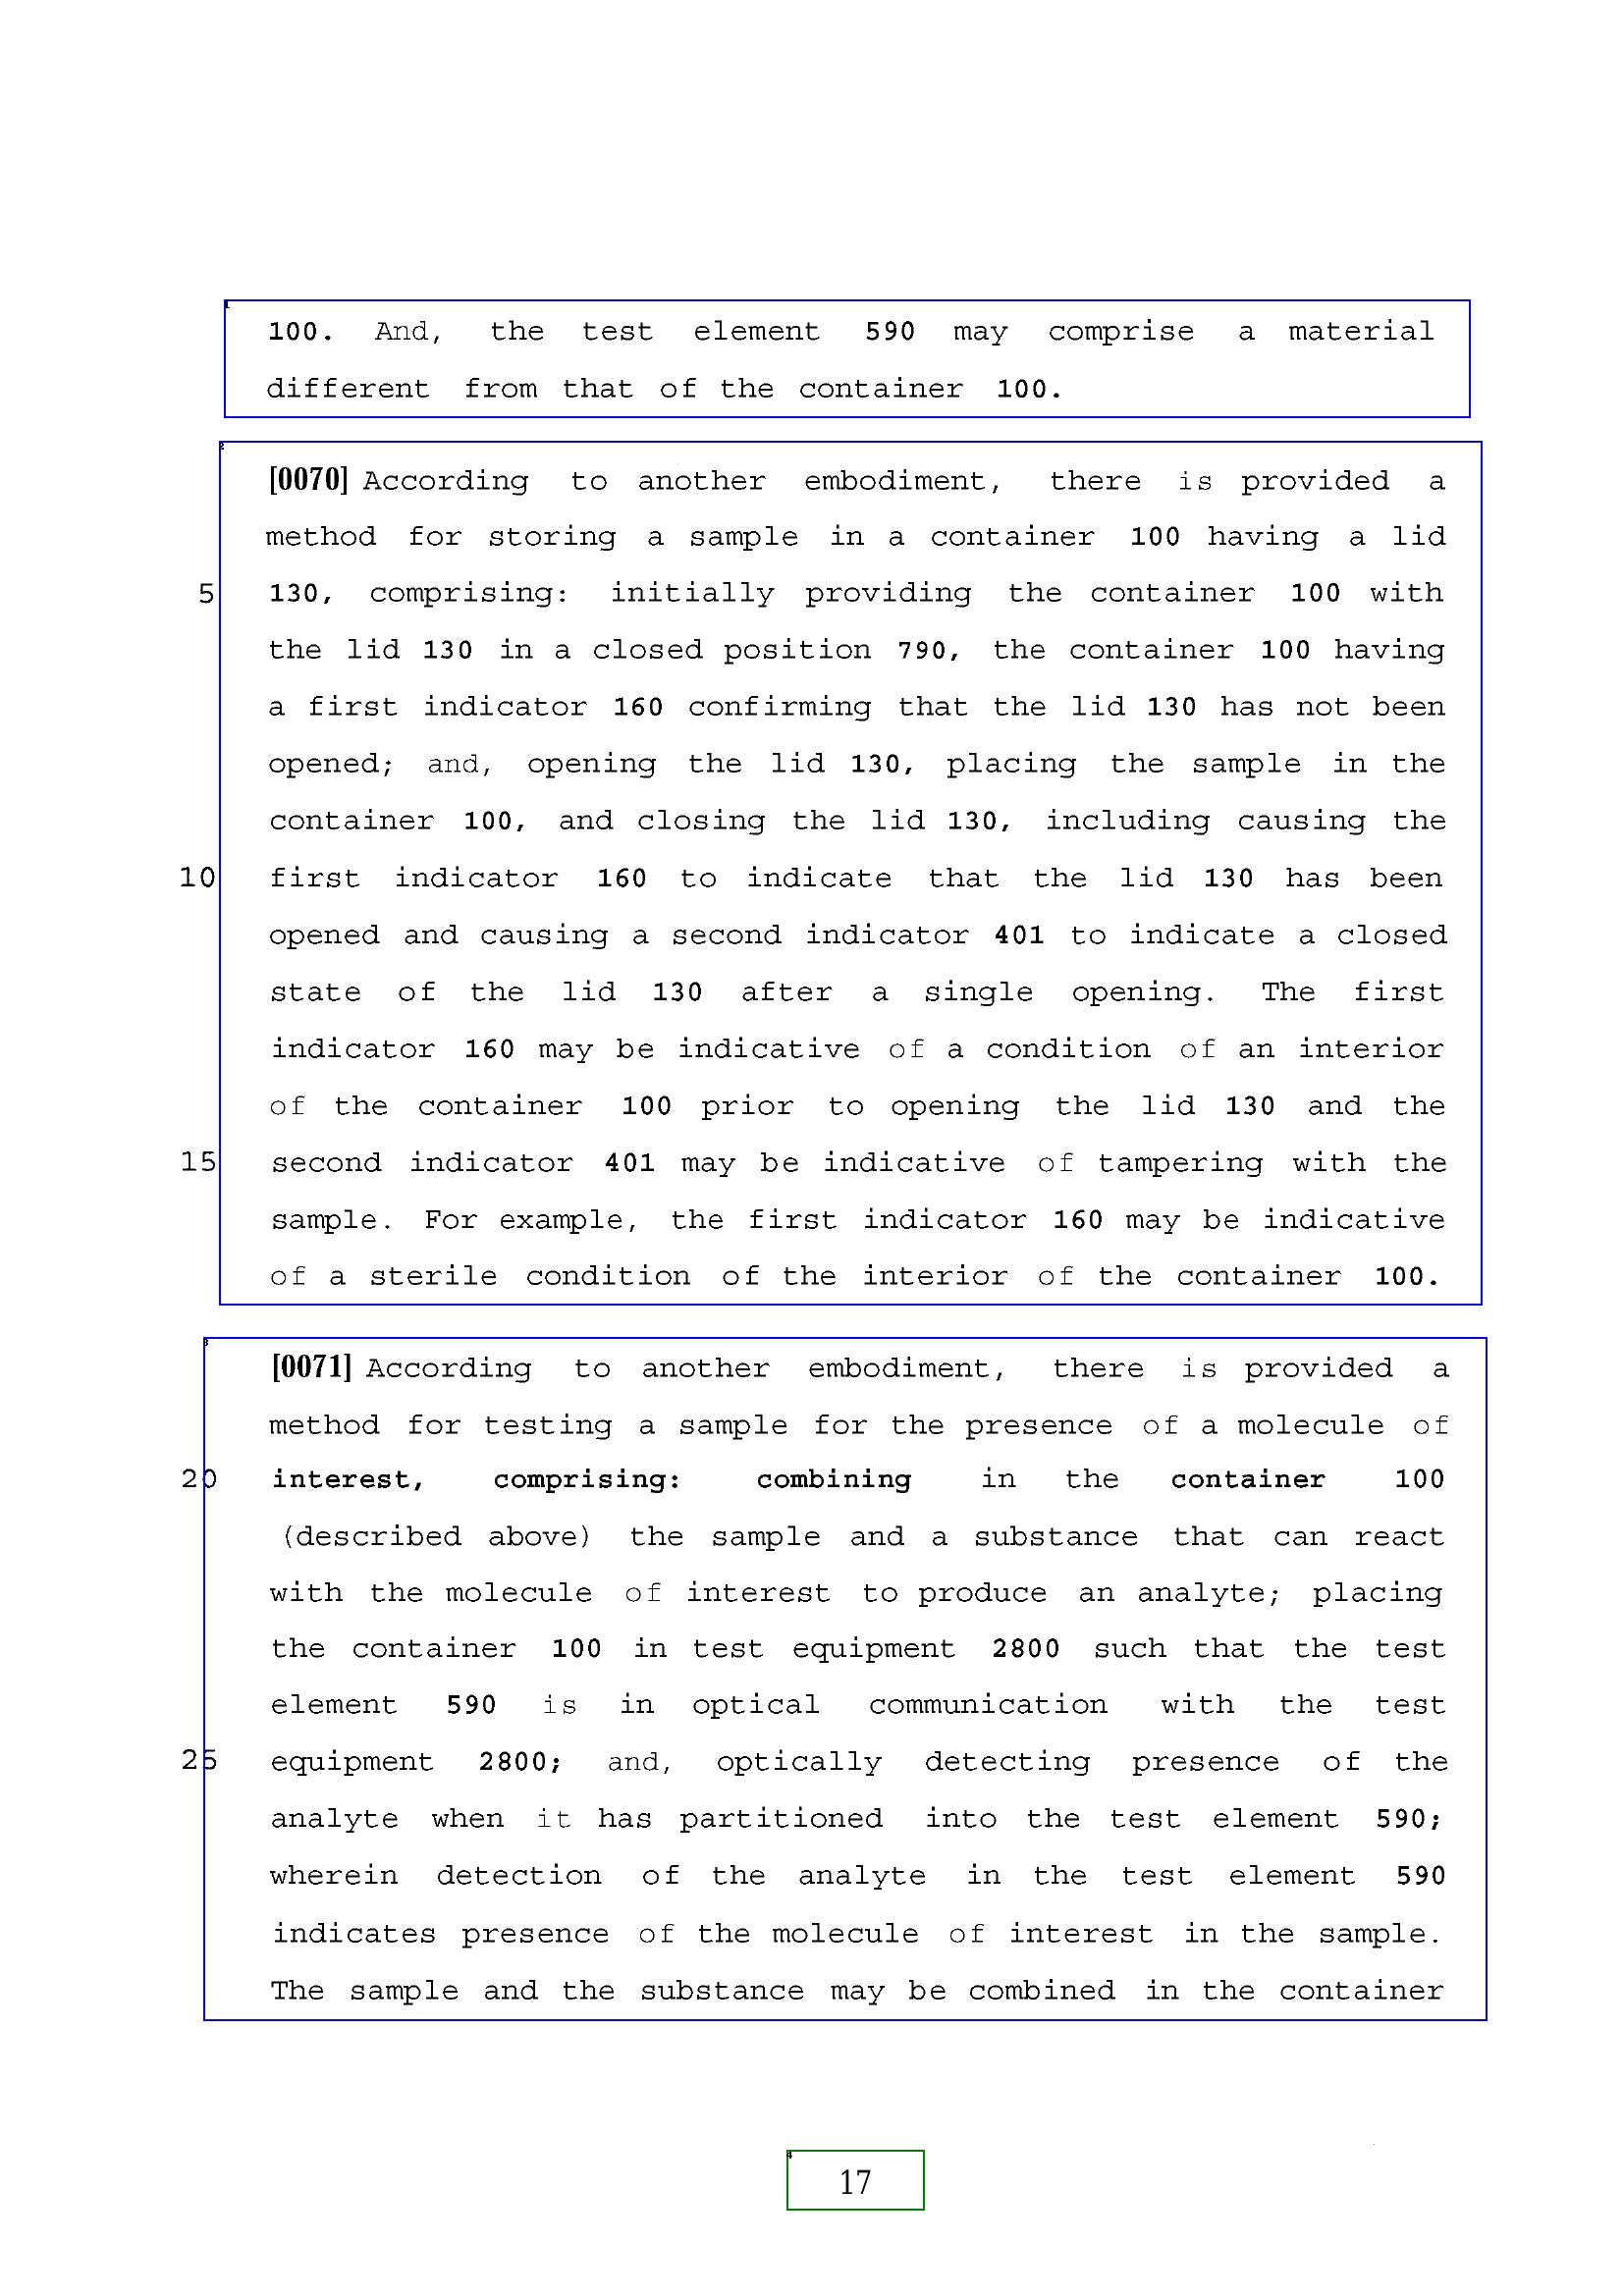 100. And, the test element 590 may comprise a material
different from that of the container 100.
[0070] According to another embodiment, there is provided a
method for storing a sample in a container 100 having a lid
5 130, comprising: initially providing the container 100 with
the lid 130 in a closed position 790, the container 100 having
a first indicator 160 confirming that the lid 130 has not been
opened; and, opening the lid 130, placing the sample in the
container 100, and closing the lid 130, including causing the
10 first indicator 160 to indicate that the lid 130 has been
opened and causing a second indicator 401 to indicate a closed
state of the lid 130 after a single opening. The first
indicator 160 may be indicative of a condition of an interior
of the container 100 prior to opening the lid 130 and the
15 second indicator 401 may be indicative of tampering with the
sample. For example, the first indicator 160 may be indicative
of a sterile condition of the interior of the container 100.
[0071] According to another embodiment, there is provided a
method for testing a sample for the presence of a molecule of
20 interest, comprising: combining in the container 100
(described above) the sample and a substance that can react
with the molecule of interest to produce an analyte; placing
the container 100 in test equipment 2800 such that the test
element 590 is in optical communication with the test
25 equipment 2800; and, optically detecting presence of the
analyte when it has partitioned into the test element 590;
wherein detection of the analyte in the test element 590
indicates presence of the molecule of interest in the sample.
The sample and the substance may be combined in the container
17